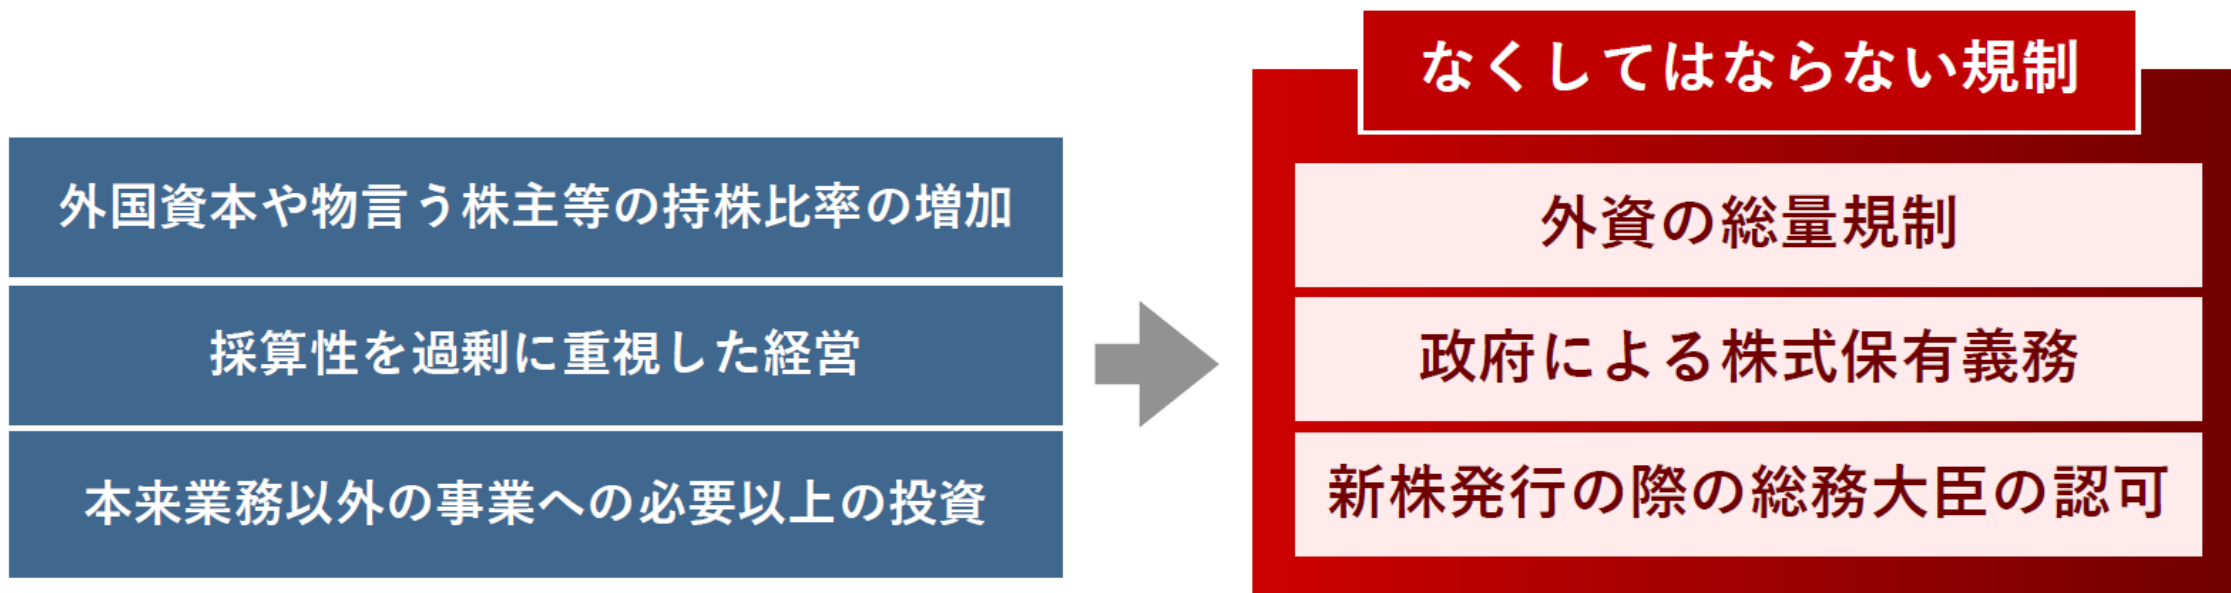 外国資本や物言う株主等の持株比率の増加
採算性を過剰に重視した経営
本来業務以外の事業への必要以上の投資
なくしてはならない規制
外資の総量規制
政府による株式保有義務
新株発行の際の総務大臣の認可